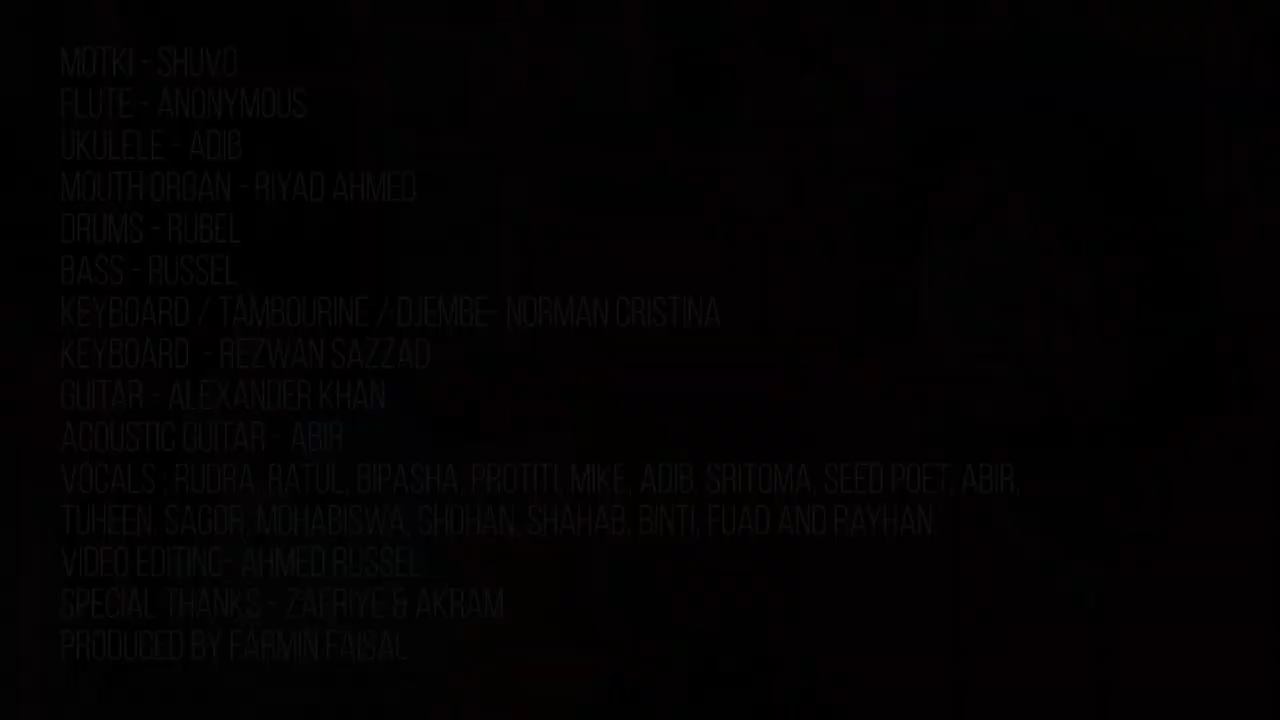 MOTKI - SHUVO
FLUTE - ANONYMOUS
UKULELE - ADIB
MOUTH ORGAN - RIYAD AHMED
DRUMS - RUBEL
BASS - RUSSEL
KEYBOARD / TAMBOURINE / DJEMBE- NORMAN CRISTINA
KEYBOARD - REZWAN SAZZAD
GUITAR - ALEXANDER KHAN
ACOUSTIC GUITAR - ABIR
VOCALS : RUDRA, RATUL, BIPASHA, PROTITI, MIKE, ADIB, SRITOMA, SEED POET, ABIR,
TUHEEN, SAGOR, MOHABISWA, SHOHAN, SHAHAB, BINTI, FUAD AND RAYHAN
VIDEO EDITING- AHMED RUSSEL
SPECIAL THANKS - ZAFRIYE & AKRAM
PRODUCED BY FARMIN FAISAL